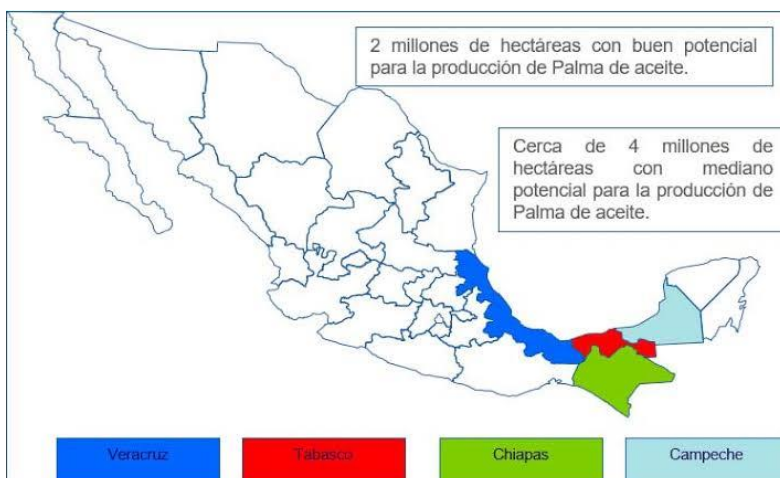 2 millones de hectáreas con buen potencial
para la producción de Palma de aceite.
Cerca de 4 millones de
hectáreas con mediano
potencial para la producción de
Palma de aceite.
Veracruz
Tabasco
Chiapas
Campeche